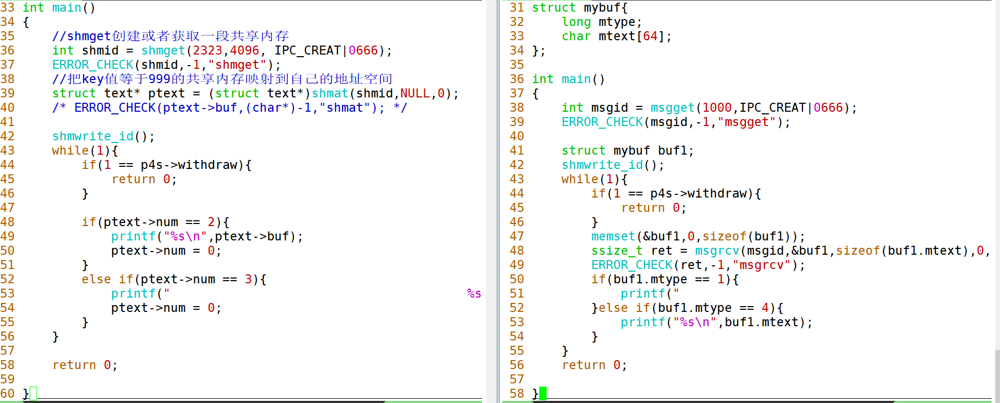 33 int main()
34 {
35     //shmget创建或者获取一段共享内存
36     int shmid = shmget(2323,4096, IPC_CREAT|0666);
37     ERROR_CHECK(shmid,-1,"shmget");
38     //把key值等于999的共享内存映射到自己的地址空间
39     struct text* ptext = (struct text*)shmat(shmid,NULL,0);
40     /* ERROR_CHECK(ptext->buf,(char*)-1,"shmat"); */
41
42     shmwrite_id();
43     while(1){
44         if(1 == p4s->withdraw){
45             return 0;
46         }
47
48         if(ptext->num == 2){
49             printf("%s\n",ptext->buf);
50             ptext->num = 0;
51         }
52         else if(ptext->num == 3){
53             printf("                                        %s
54             ptext->num = 0;
55         }
56     }
57
58     return 0;
59
60 }
31 struct mybuf{
32     long mtype;
33     char mtext[64];
34 };
35
36 int main()
37 {
38     int msgid = msgget(1000,IPC_CREAT|0666);
39     ERROR_CHECK(msgid,-1,"msgget");
40
41     struct mybuf buf1;
42     shmwrite_id();
43     while(1){
44         if(1 == p4s->withdraw){
45             return 0;
46         }
47         memset(&buf1,0,sizeof(buf1));
48         ssize_t ret = msgrcv(msgid,&buf1,sizeof(buf1.mtext),0,
49         ERROR_CHECK(ret,-1,"msgrcv");
50         if(buf1.mtype == 1){
51             printf("
52         }else if(buf1.mtype == 4){
53             printf("%s\n",buf1.mtext);
54         }
55     }
56     return 0;
57
58 }